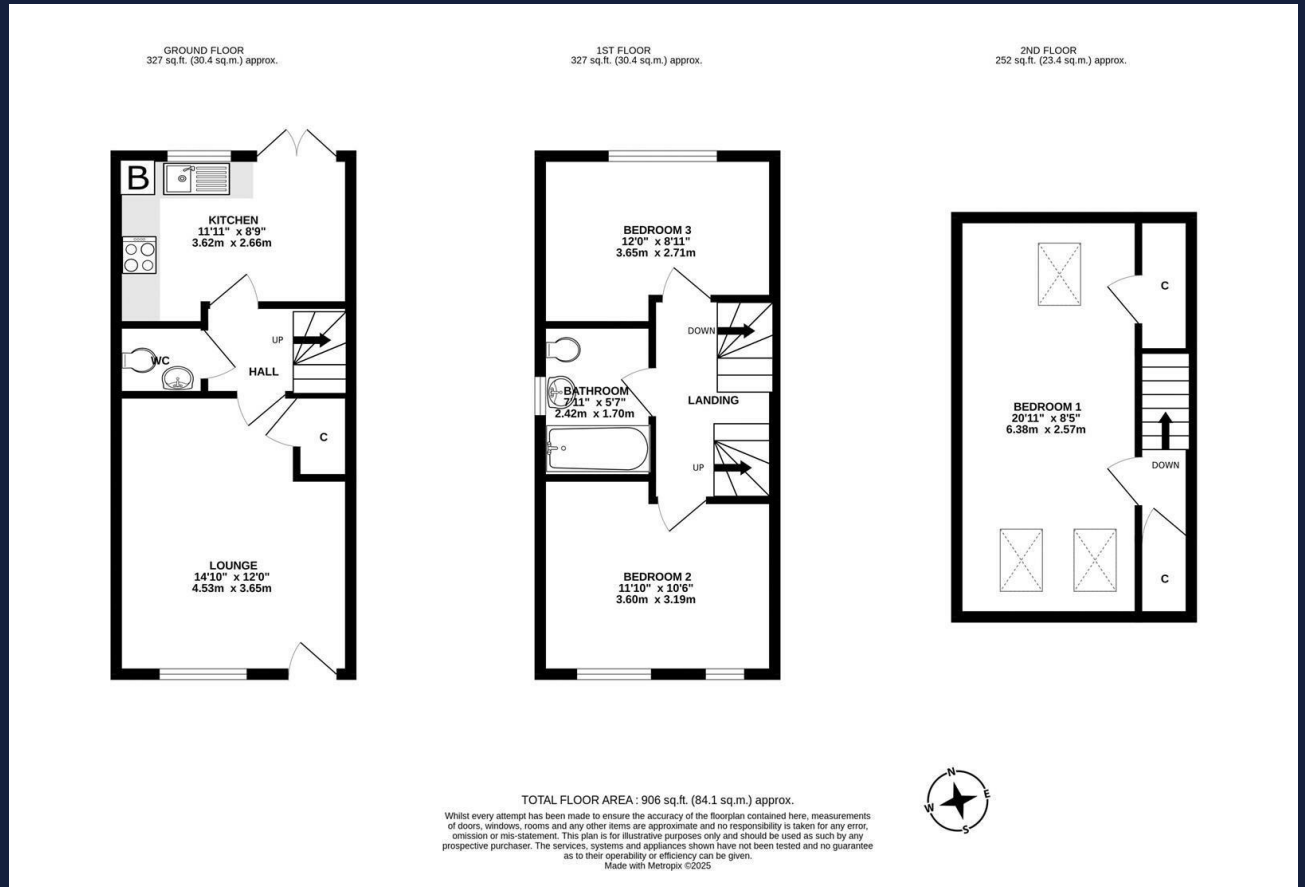 GROUND FLOOR
327 sq.ft. (30.4 sq.m.) approx.
1ST FLOOR
327 sq.ft. (30.4 sq.m.) approx.
2ND FLOOR
252 sq.ft. (23.4 sq.m.) approx.
B
KITCHEN
11'11" x 8'9"
3.62m x 2.66m
UP
WC
HALL
C
LOUNGE
14'10" x 12'0"
4.53m x 3.65m
BEDROOM 3
12'0" x 8'11"
3.65m x 2.71m
DOWN
BATHROOM
7'11" x 5'7"
2.42m x 1.70m
LANDING
UP
BEDROOM 2
11'10" x 10'6"
3.60m x 3.19m
C
BEDROOM 1
20'11" x 8'5"
6.38m x 2.57m
DOWN
C
N
E
W
S
TOTAL FLOOR AREA : 906 sq.ft. (84.1 sq.m.) approx.
Whilst every attempt has been made to ensure the accuracy of the floorplan contained here, measurements
of doors, windows, rooms and any other items are approximate and no responsibility is taken for any error,
omission or mis-statement. This plan is for illustrative purposes only and should be used as such by any
prospective purchaser. The services, systems and appliances shown have not been tested and no guarantee
as to their operability or efficiency can be given.
Made with Metropix ©2025